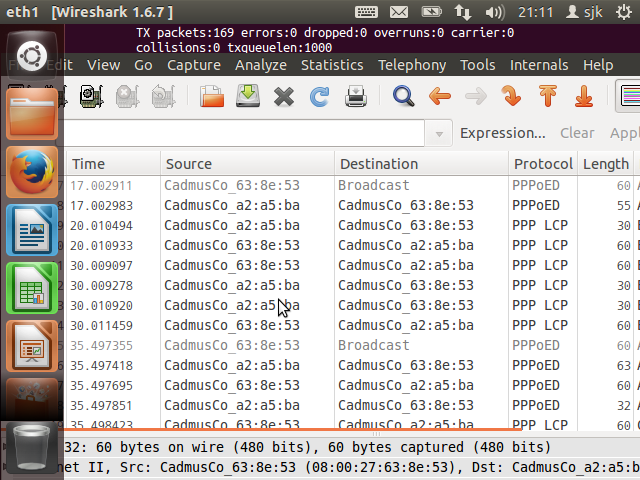 eth1 [Wireshark 1.6.7 ] 21:11 sjk
TX packets:169 errors:0 dropped:0 overruns:0 carrier:0
collisions:0 txqueuelen:1000
View Go Capture Analyze Statistics Telephony Tools Internals Help
Expression... Clear
Time Source Destination Protocol Length
17.002911 CadmusCo_63:8e:53 Broadcast PPPoED 60
17.002983 CadmusCo_a2:a5:ba CadmusCo_63:8e:53 PPPoED 55
20.010494 CadmusCo_a2:a5:ba CadmusCo_63:8e:53 PPP LCP 30
20.010933 CadmusCo_63:8e:53 CadmusCo_a2:a5:ba PPP LCP 60
30.009097 CadmusCo_63:8e:53 CadmusCo_a2:a5:ba PPP LCP 60
30.009278 CadmusCo_a2:a5:ba CadmusCo_63:8e:53 PPP LCP 30
30.010920 CadmusCo_a2:a5:ba CadmusCo_63:8e:53 PPP LCP 30
30.011459 CadmusCo_63:8e:53 CadmusCo_a2:a5:ba PPP LCP 60
35.497355 CadmusCo_63:8e:53 Broadcast PPPoED 60
35.497418 CadmusCo_a2:a5:ba CadmusCo_63:8e:53 PPPoED 63
35.497695 CadmusCo_63:8e:53 CadmusCo_a2:a5:ba PPPoED 60
35.497851 CadmusCo_a2:a5:ba CadmusCo_63:8e:53 PPPoED 32
35.498423 CadmusCo_63:8e:53 CadmusCo_a2:a5:ba PPP LCP 60
32: 60 bytes on wire (480 bits), 60 bytes captured (480 bits)
net II, Src: CadmusCo_63:8e:53 (08:00:27:63:8e:53), Dst: CadmusCo_a2:a5:b